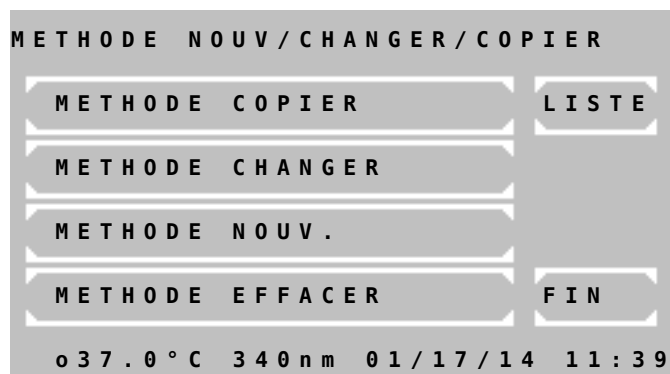 METHODE NOUV/CHANGER/COPIER
METHODE COPIER LISTE
METHODE CHANGER
METHODE NOUV.
METHODE EFFACER FIN
o37.0°C 340nm 01/17/14 11:39